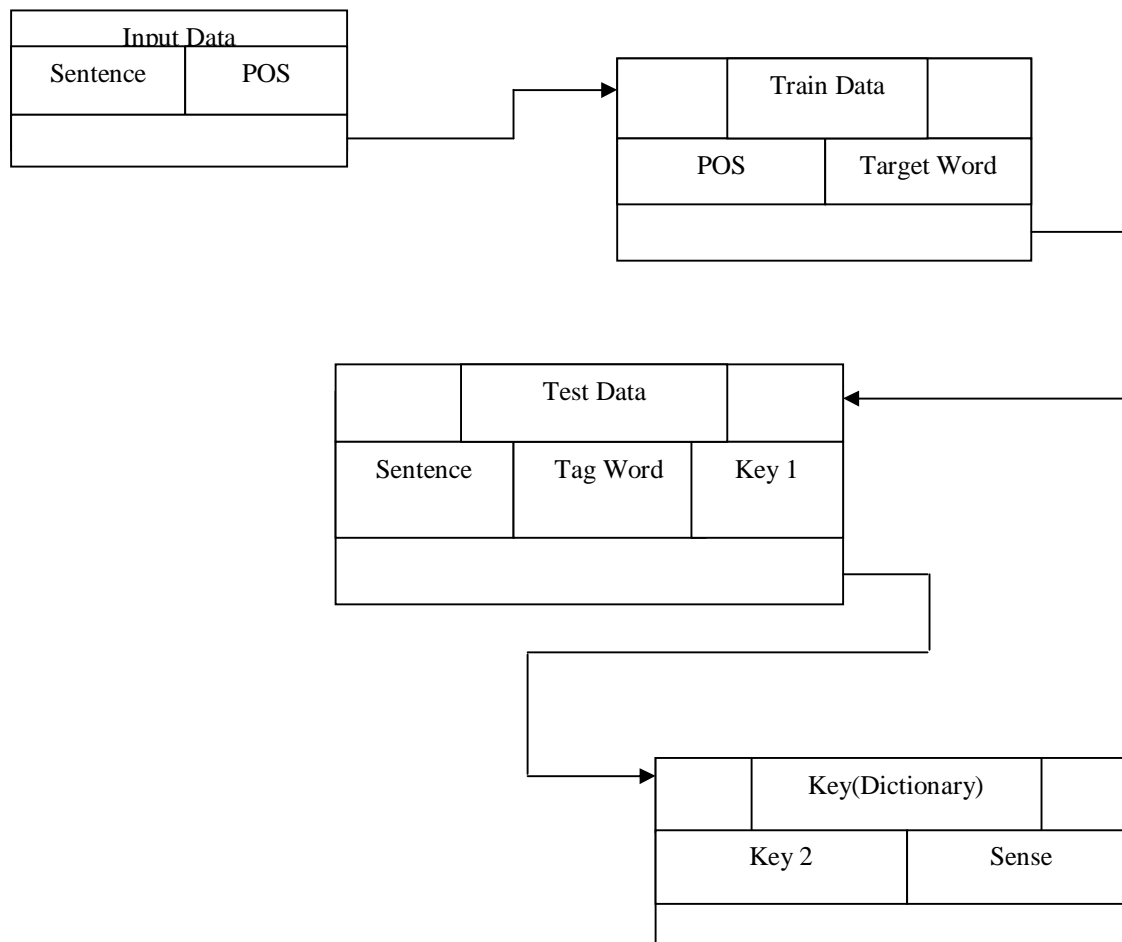 Input Data
Sentence POS
Train Data
POS Target Word
Test Data
Sentence Tag Word Key 1
Key(Dictionary)
Key 2 Sense